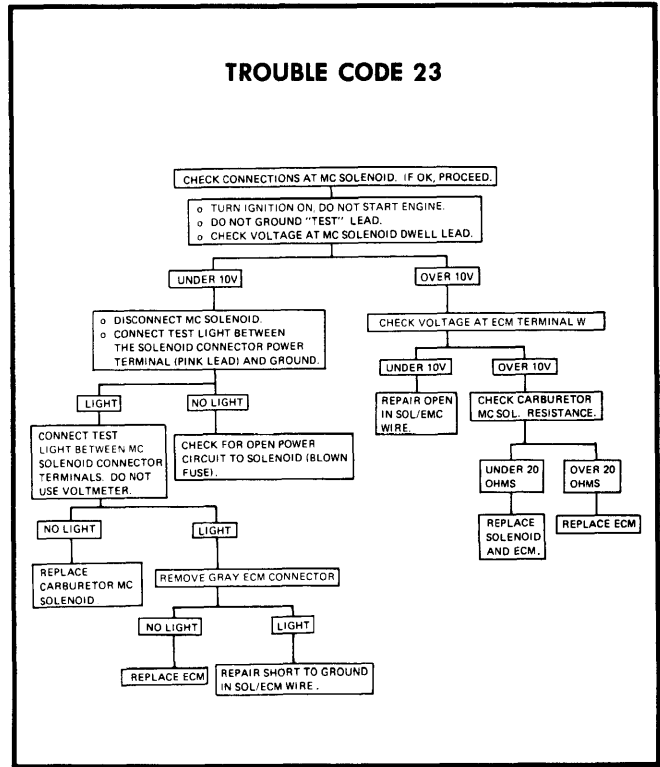 TROUBLE CODE 23
CHECK CONNECTIONS AT MC SOLENOID. IF OK, PROCEED.
o TURN IGNITION ON, DO NOT START ENGINE.
o DO NOT GROUND "TEST" LEAD.
o CHECK VOLTAGE AT MC SOLENOID DWELL LEAD.
UNDER 10V
OVER 10V
o DISCONNECT MC SOLENOID.
o CONNECT TEST LIGHT BETWEEN
THE SOLENOID CONNECTOR POWER
TERMINAL (PINK LEAD) AND GROUND.
CHECK VOLTAGE AT ECM TERMINAL W
UNDER 10V
OVER 10V
LIGHT
NO LIGHT
REPAIR OPEN
IN SOL/EMC
WIRE.
CHECK CARBURETOR
MC SOL. RESISTANCE.
CONNECT TEST
LIGHT BETWEEN MC
SOLENOID CONNECTOR
TERMINALS. DO NOT
USE VOLTMETER.
CHECK FOR OPEN POWER
CIRCUIT TO SOLENOID (BLOWN
FUSE).
UNDER 20
OHMS
OVER 20
OHMS
NO LIGHT
LIGHT
REPLACE
SOLENOID
AND ECM.
REPLACE ECM
REPLACE
CARBURETOR MC
SOLENOID
REMOVE GRAY ECM CONNECTOR
NO LIGHT
LIGHT
REPLACE ECM
REPAIR SHORT TO GROUND
IN SOL/ECM WIRE.